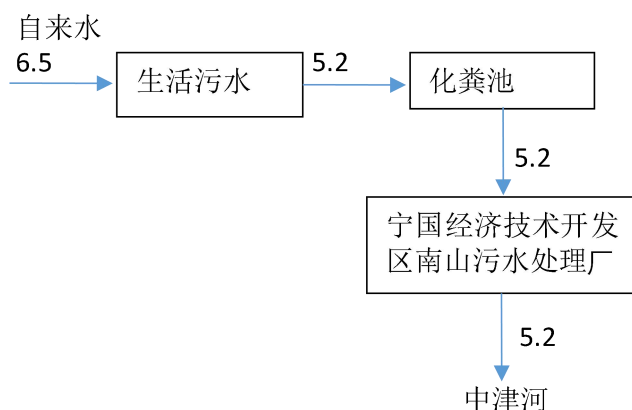 自来水
6.5
生活污水
5.2
化粪池
5.2
宁国经济技术开发
区南山污水处理厂
5.2
中津河